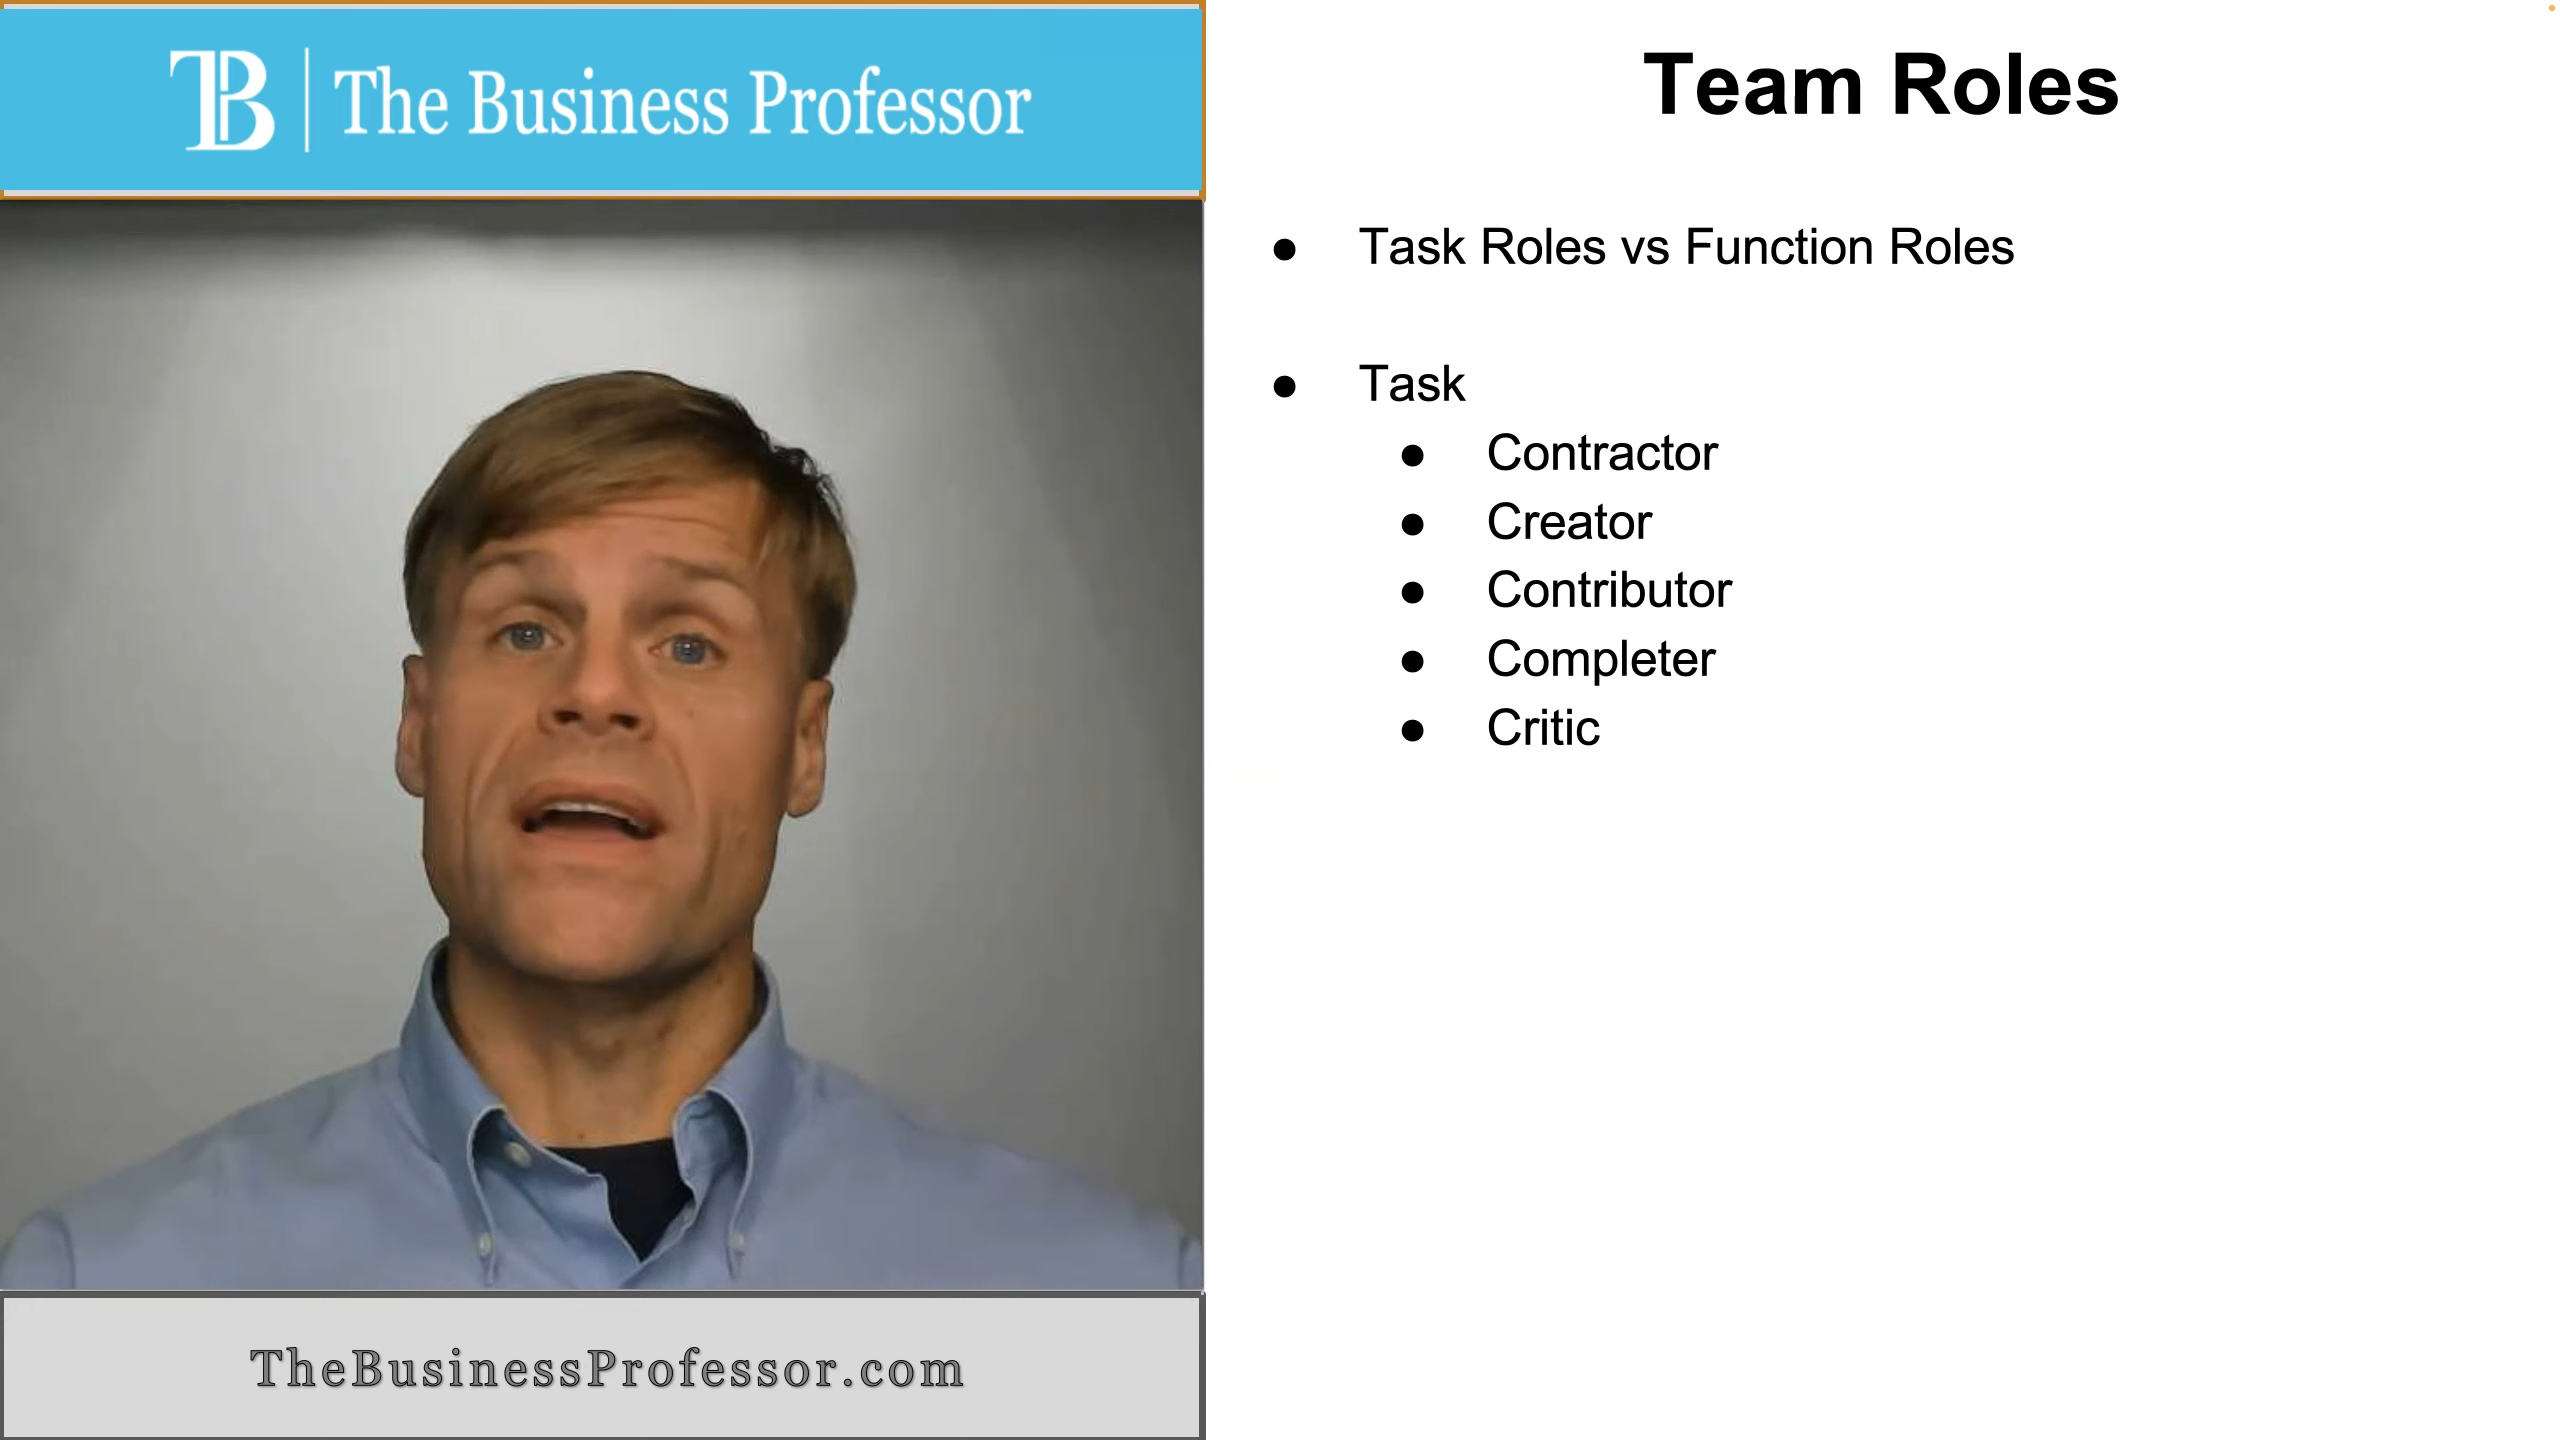 TB
The Business Professor
TheBusinessProfessor.com
Team Roles
Task Roles vs Function Roles
Task
Contractor
Creator
Contributor
Completer
Critic